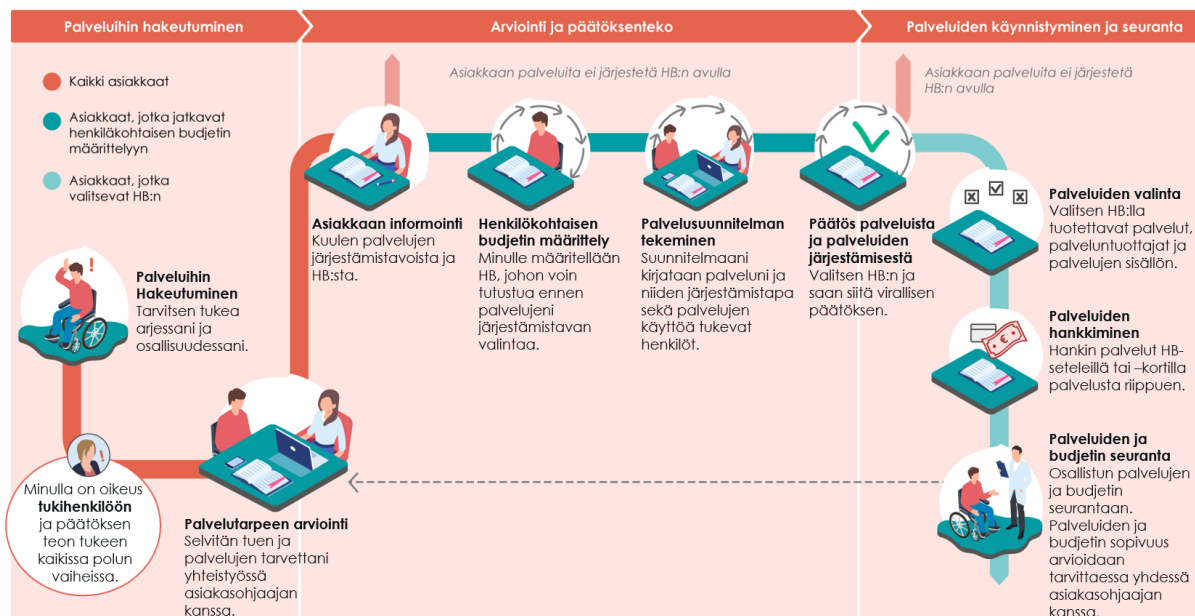 Palveluihin hakeutuminen
Arviointi ja päätöksenteko
Palveluiden käynnistyminen ja seuranta
Kaikki asiakkaat
Asiakkaat, jotka jatkavat
henkiläkohtaisen budjetin
määrittelyyn
Asiakkaat, jotka
valitsevat HB:n
Asiakkaan palveluita ei järjestetä HB:n avulla
Asiakkaan palveluita ei järjestetä
HB:n avulla
Palveluihin
Hakeutuminen
Tarvitsen tukea
arjessani ja
osallisuudessani.
Minulla on oikeus
tukihenkilöön
ja päätöksen
teon tukeen
kaikissa polun
vaiheissa.
Palvelutarpeen arviointi
Selvitän tuen ja
palvelujen tarvettani
yhteistyössä
asiakasohjaajan
kanssa.
Asiakkaan informointi
Kuulen palvelujen
järjestämistavoista ja
HB:sta.
Henkilökohtaisen
budjetin määrittely
Minulle määritellään
HB, johon voin
tutustua ennen
palvelujeni
järjestämistavan
valintaa.
Palvelusuunnitelman
tekeminen
Suunnitelmaani
kirjataan palveluni ja
niiden järjestämistapa
sekä palvelujen
käyttöä tukevat
henkilöt.
Päätös palveluista
ja palveluiden
järjestämisestä
Valitsen HB:n ja
saan siitä virallisen
päätöksen.
Palveluiden valinta
Valitsen HB:lla
tuotettavat palvelut,
palveluntuottajat ja
palvelujen sisällön.
Palveluiden
hankkiminen
Hankin palvelut HB-
seteleillä tai –kortilla
palvelusta riippuen.
Palveluiden ja
budjetin seuranta
Osallistun palvelujen
ja budjetin
seurantaan.
Palveluiden ja
budjetin sopivuus
arvioidaan
tarvittaessa yhdessä
asiakasohjaajan
kanssa.